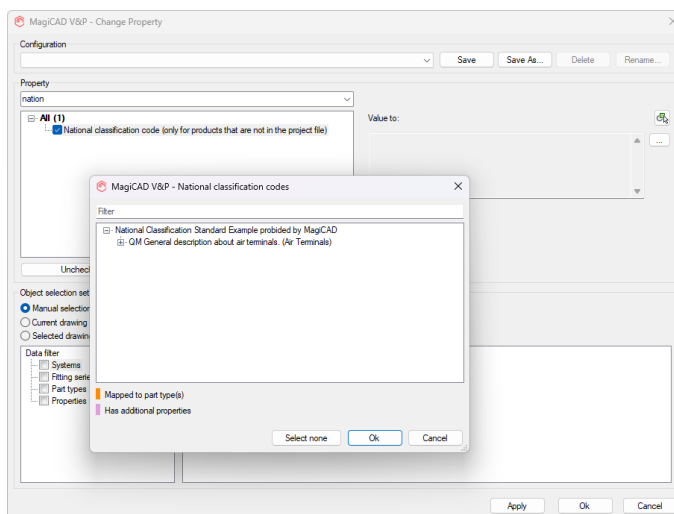 MagiCAD V&P - Change Property
Configuration
Save
Save As...
Delete
Rename...
Property
nation
All (1)
National classification code (only for products that are not in the project file)
Value to:
...
MagiCAD V&P - National classification codes
Filter
National Classification Standard Example probided by MagiCAD
QM General description about air terminals. (Air Terminals)
Mapped to part type(s)
Has additional properties
Select none
Ok
Cancel
Object selection set
Manual selection
Current drawing
Selected drawin
Data filter
Systems
Fitting serie
Part types
Properties
Apply
Ok
Cancel